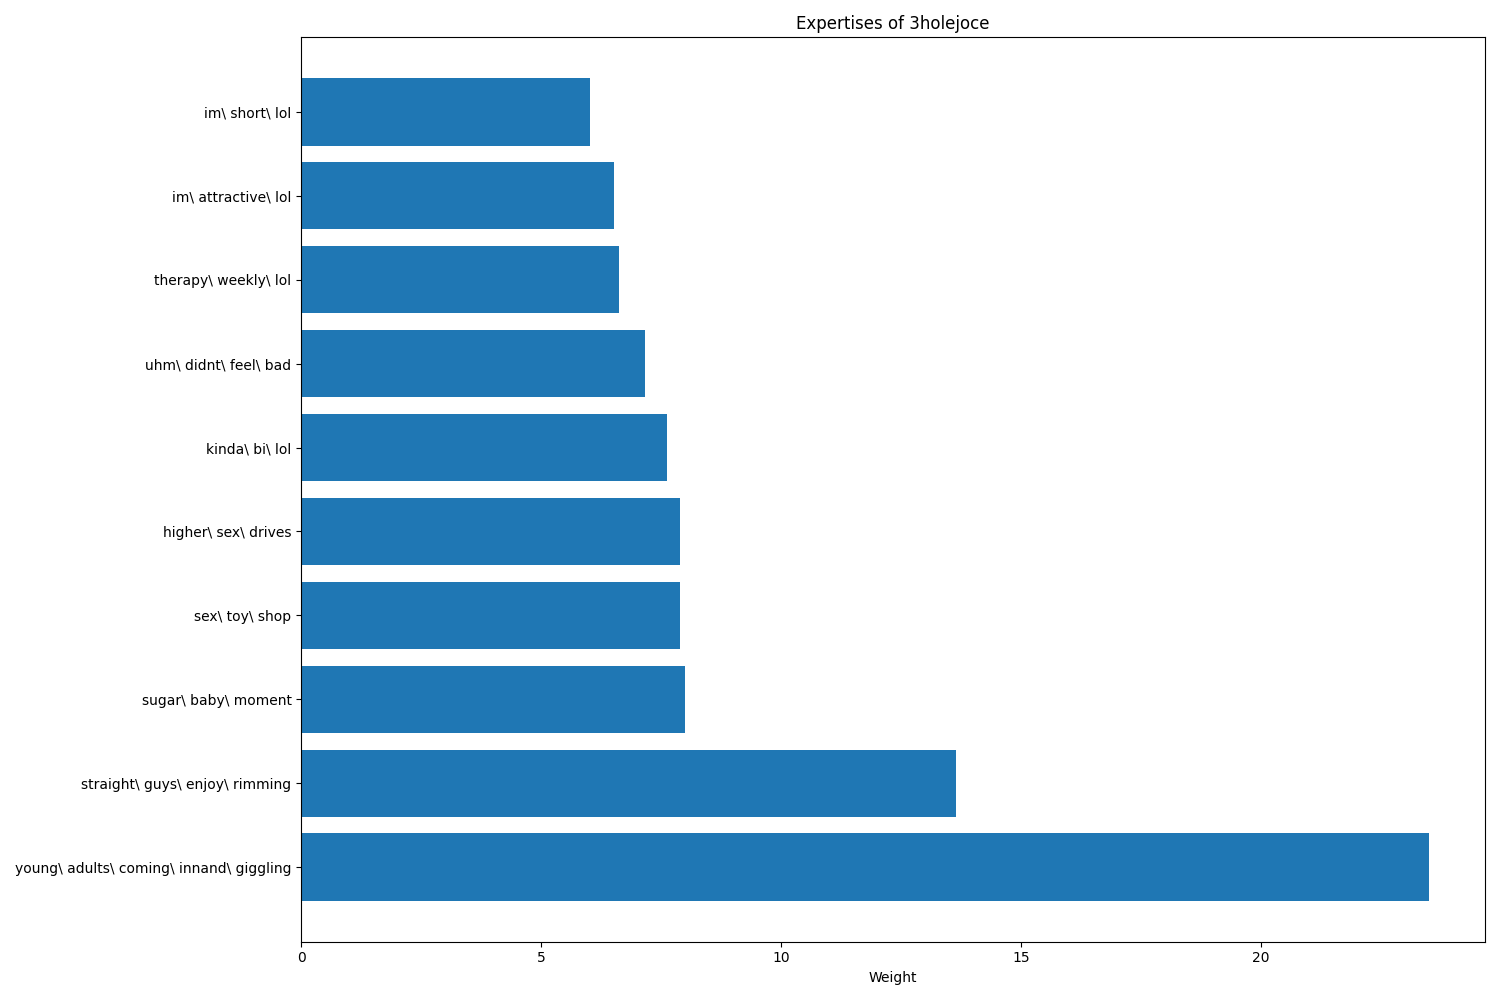 Expertises of 3holejoce
im\ short\ lol
im\ attractive\ lol
therapy\ weekly\ lol
uhm\ didnt\ feel\ bad
kinda\ bi\ lol
higher\ sex\ drives
sex\ toy\ shop
sugar\ baby\ moment
straight\ guys\ enjoy\ rimming
young\ adults\ coming\ innand\ giggling
0 5 10 15 20
Weight